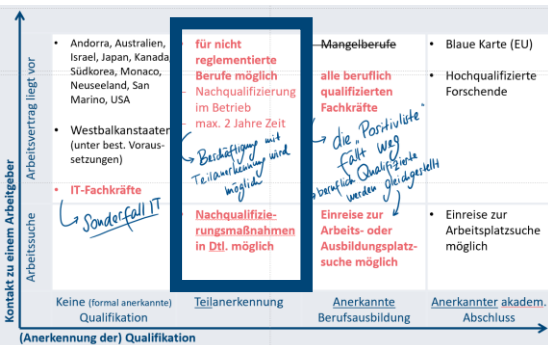 Kontakt zu einem Arbeitgeber
Arbeitsvertrag liegt vor
• Andorra, Australien,
Israel, Japan, Kanada,
Südkorea, Monaco,
Neuseeland, San
Marino, USA
• Westbalkanstaaten
(unter best. Voraus-
setzungen)
• IT-Fachkräfte
↳ Sonderfall IT
• für nicht
reglementierte
Berufe möglich
- Nachqualifizierung
im Betrieb
- max. 2 Jahre Zeit
↳ Beschäftigung mit
Teilanerkennung wird
möglich
• Mangelberufe
alle beruflich
qualifizierten
Fachkräfte
↳ die „Positivliste"
fällt weg
→ beruflich Qualifizierte
werden gleichgestellt
• Blaue Karte (EU)
• Hochqualifizierte
Forschende
Arbeitssuche
• Nachqualifizie-
rungsmaßnahmen
in Dtl. möglich
Einreise zur
Arbeits- oder
Ausbildungsplatz-
suche möglich
• Einreise zur
Arbeitsplatzsuche
möglich
Keine (formal anerkannte)
Qualifikation
Teilanerkennung
Anerkannte
Berufsausbildung
Anerkannter akadem.
Abschluss
(Anerkennung der) Qualifikation